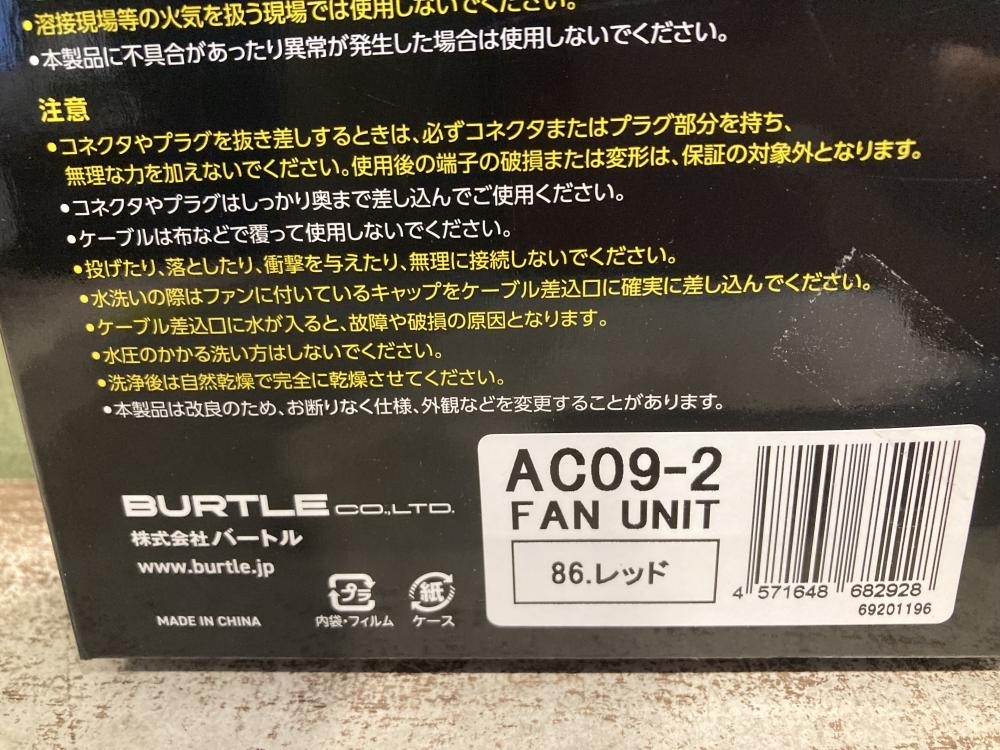 •溶接現場等の火気を扱う現場では使用しないでください。
•本製品に不具合があったり異常が発生した場合は使用しないでください。
注意
•コネクタやプラグを抜き差しするときは、必ずコネクタまたはプラグ部分を持ち、
無理な力を加えないでください。使用後の端子の破損または変形は、保証の対象外となります。
•コネクタやプラグはしっかり奥まで差し込んでご使用ください。
•ケーブルは布などで覆って使用しないでください。
•投げたり、落としたり、衝撃を与えたり、無理に接続しないでください。
•水洗いの際はファンに付いているキャップをケーブル差込口に確実に差し込んでください。
•ケーブル差込口に水が入ると、故障や破損の原因となります。
•水圧のかかる洗い方はしないでください。
•洗浄後は自然乾燥で完全に乾燥させてください。
•本製品は改良のため、お断りなく仕様、外観などを変更することがあります。
BURTLE CO.,LTD.
株式会社バートル
www.burtle.jp
MADE IN CHINA
プラ
内袋・フィルム
紙
ケース
AC09-2
FAN UNIT
86.レッド
4 571648 682928
69201196